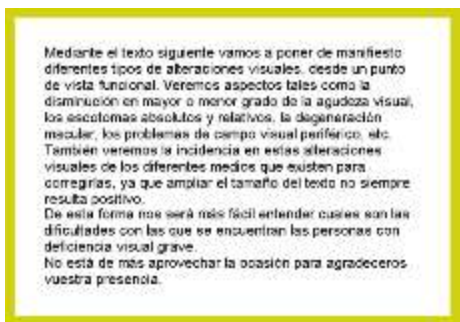 Mediante el texto siguiente vamos a poner de manifiesto
diferentes tipos de alteraciones visuales, desde un punto
de vista funcional. Veremos aspectos tales como la
disminución en mayor o menor grado de la agudeza visual,
los escotomas absolutos y relativos, la degeneración
macular, los problemas de campo visual periférico, etc.
También veremos la incidencia en estas alteraciones
visuales de los diferentes medios que existen para
corregirlas, ya que ampliar el tamaño del texto no siempre
resulta positivo.
De esta forma nos será más fácil entender cuales son las
dificultades con las que se encuentran las personas con
deficiencia visual grave.
No está de más aprovechar la ocasión para agradeceros
vuestra presencia.